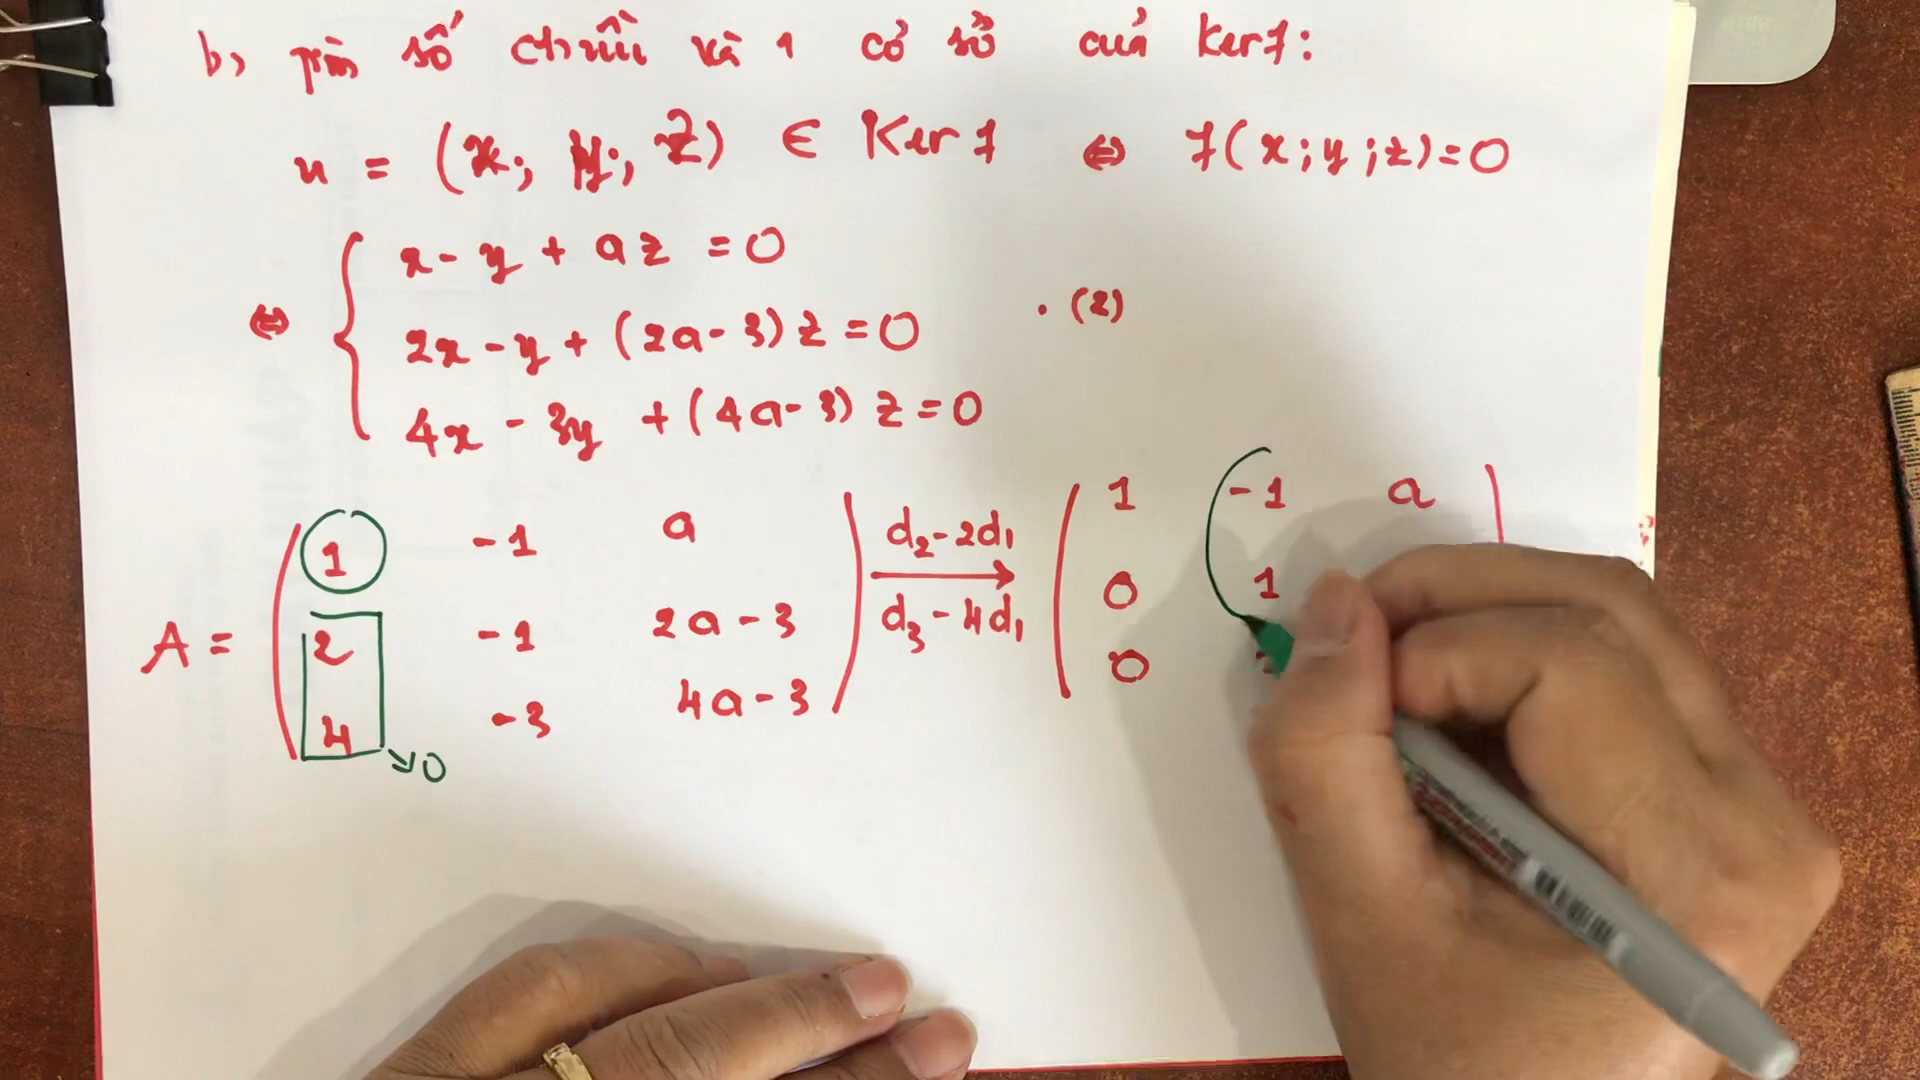 b) tìm số chiều và 1 cơ sở của Ker f:
u = (x; y; z) ∈ Ker f ⇔ f(x; y; z) = 0
⇔ { x - y + az = 0
2x - y + (2a - 3)z = 0 . (2)
4x - 3y + (4a - 3)z = 0
A = ( 1 -1 a
2 -1 2a - 3
4 -3 4a - 3 )
↘0
d₂ - 2d₁
→
d₃ - 4d₁
( 1 -1 a )
0 1
0